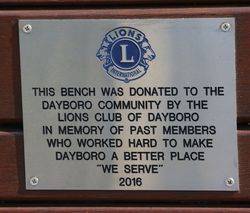 LIONS
L
INTERNATIONAL
THIS BENCH WAS DONATED TO THE
DAYBORO COMMUNITY BY THE
LIONS CLUB OF DAYBORO
IN MEMORY OF PAST MEMBERS
WHO WORKED HARD TO MAKE
DAYBORO A BETTER PLACE
"WE SERVE"
2016